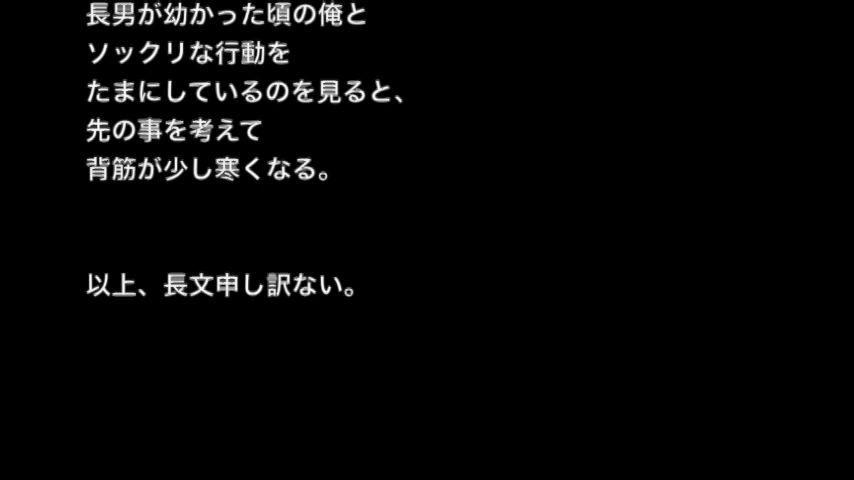 長男が幼かった頃の俺と
ソックリな行動を
たまにしているのを見ると、
先の事を考えて
背筋が少し寒くなる。
以上、長文申し訳ない。